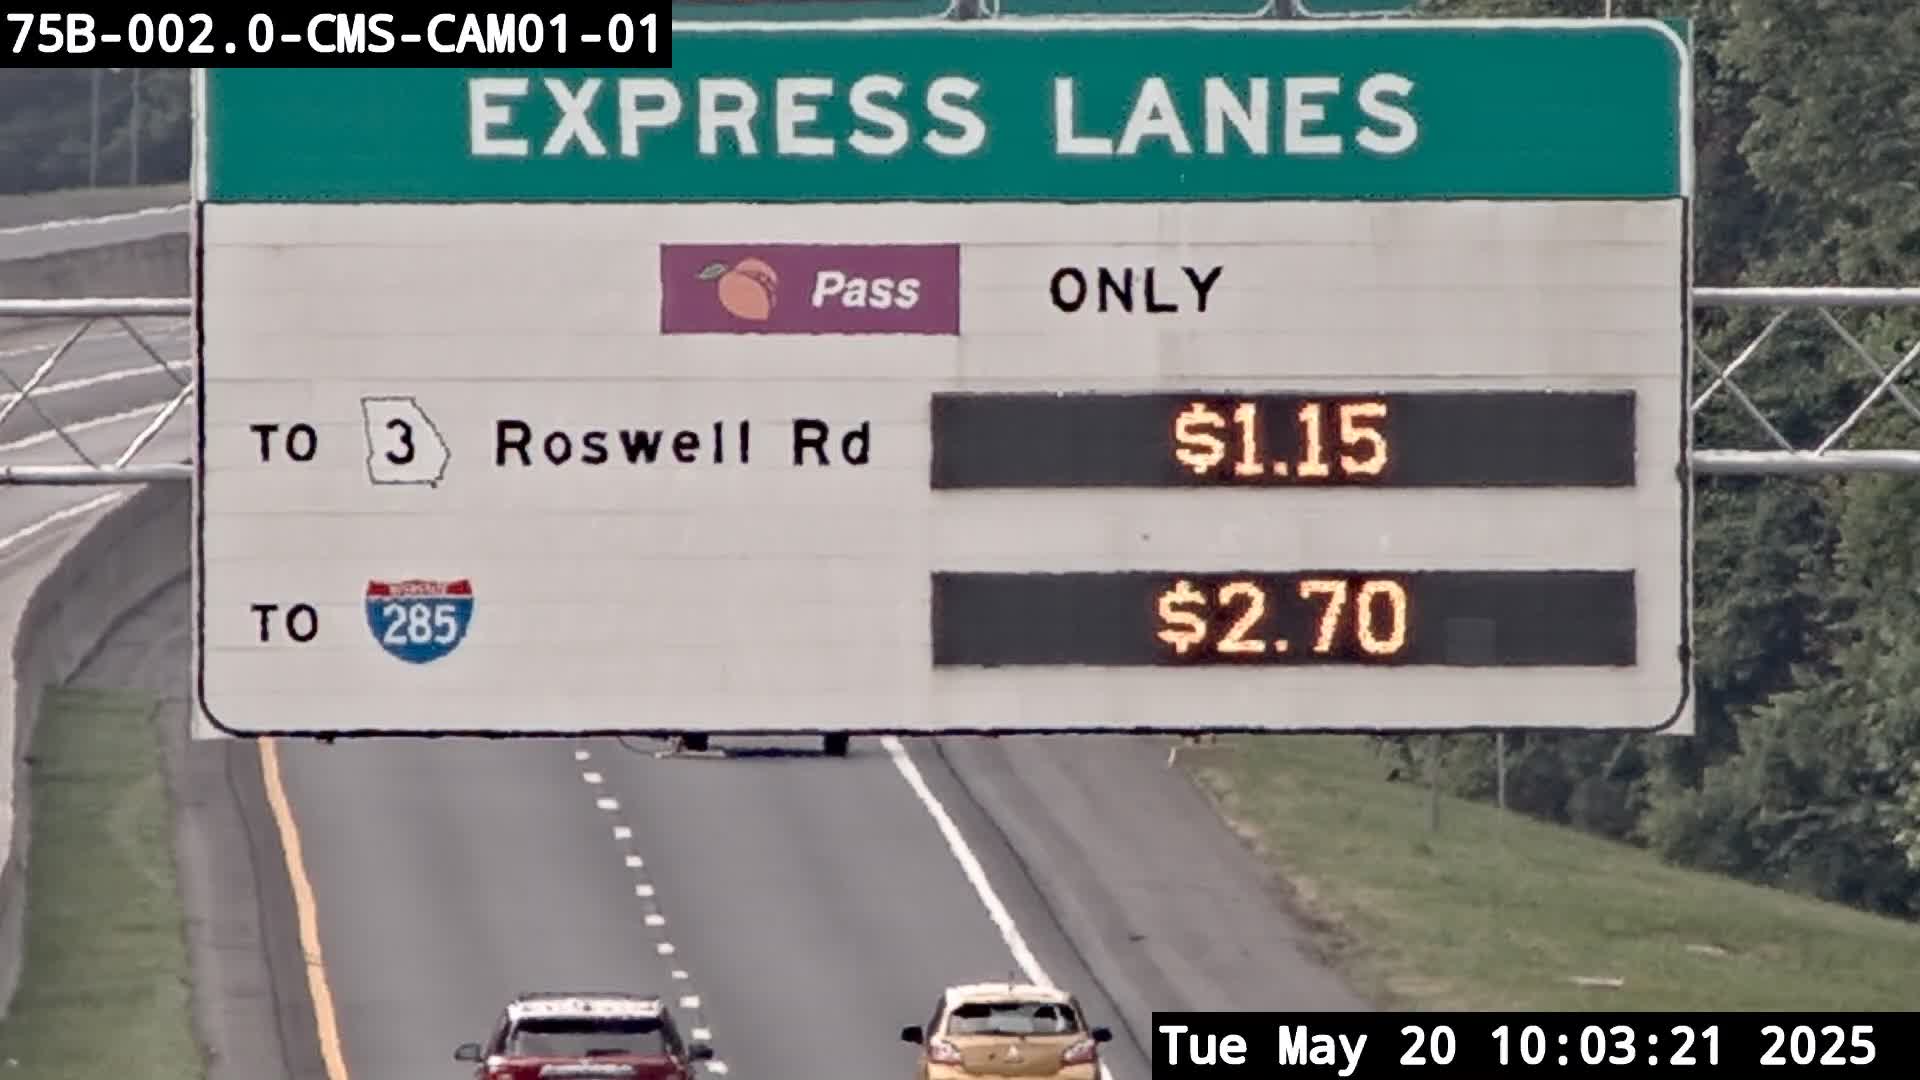 75B-002.0-CMS-CAM01-01
EXPRESS LANES
Pass ONLY
TO 3 Roswell Rd $1.15
TO INTERSTATE 285 $2.70
Tue May 20 10:03:21 2025